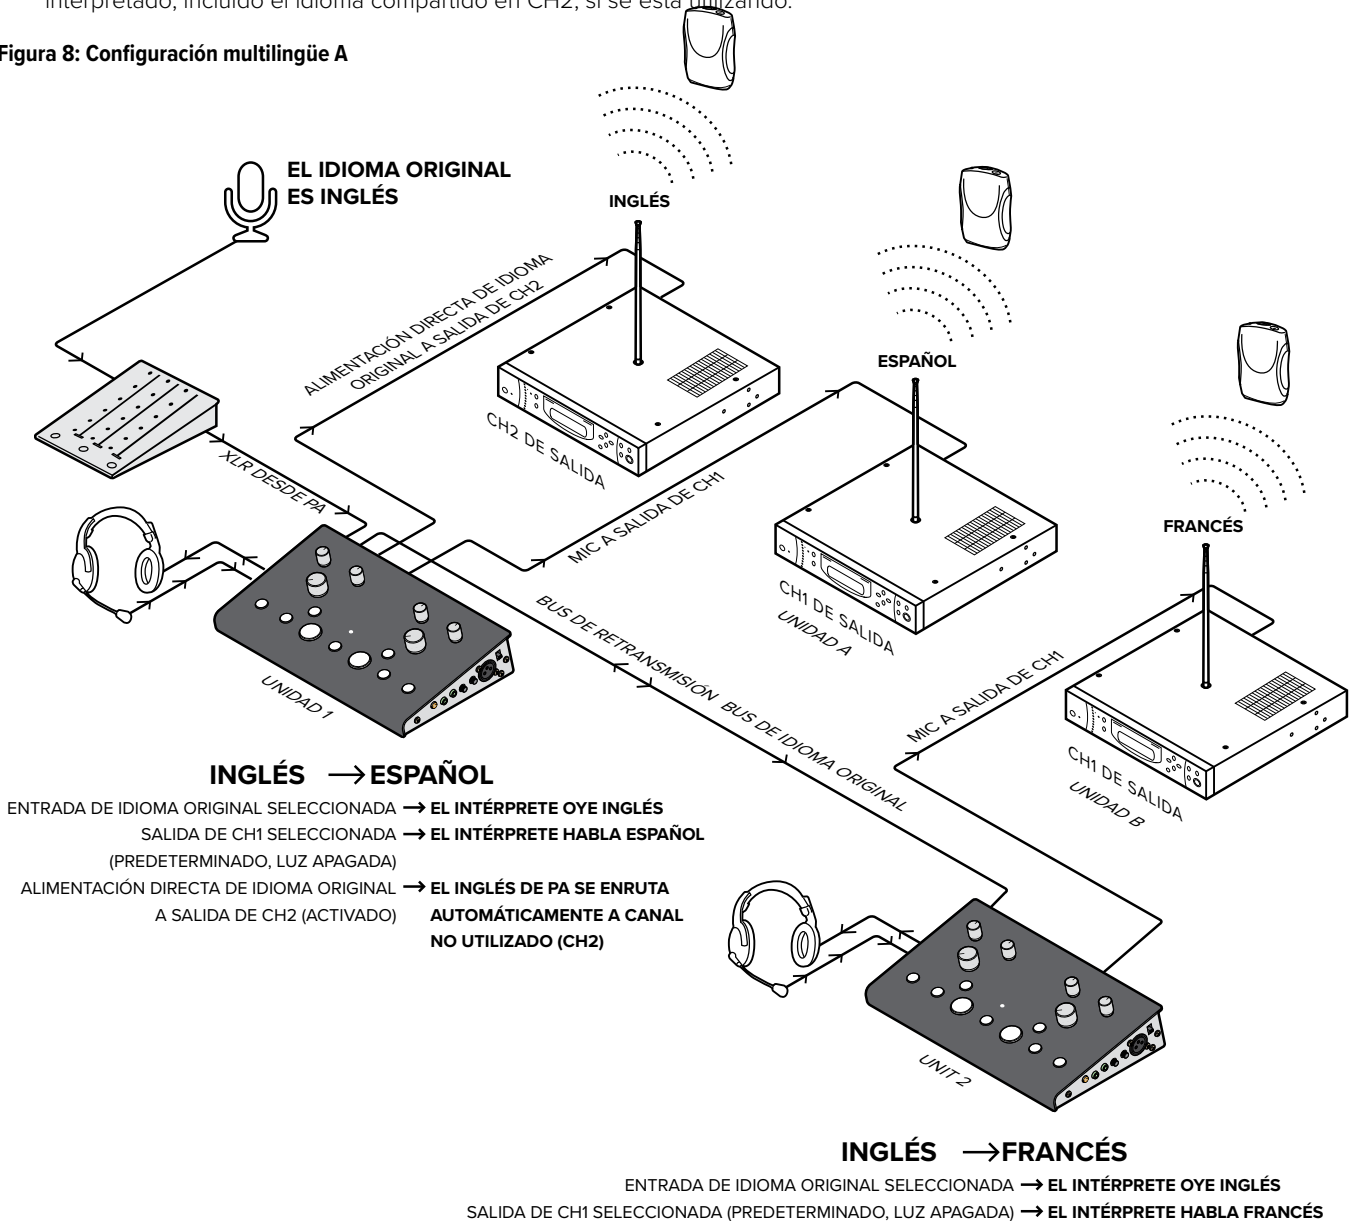 interpretado, incluido el idioma compartido en CH2, si se está utilizando.
Figura 8: Configuración multilingüe A
EL IDIOMA ORIGINAL
ES INGLÉS
INGLÉS
ALIMENTACIÓN DIRECTA DE IDIOMA
ORIGINAL A SALIDA DE CH2
ESPAÑOL
CH2 DE SALIDA
XLR DESDE PA
MIC A SALIDA DE CH1
FRANCÉS
CH1 DE SALIDA
UNIDAD A
BUS DE RETRANSMISIÓN
BUS DE IDIOMA ORIGINAL
MIC A SALIDA DE CH1
UNIDAD 1
CH1 DE SALIDA
UNIDAD B
INGLÉS → ESPAÑOL
ENTRADA DE IDIOMA ORIGINAL SELECCIONADA → EL INTÉRPRETE OYE INGLÉS
SALIDA DE CH1 SELECCIONADA → EL INTÉRPRETE HABLA ESPAÑOL
(PREDETERMINADO, LUZ APAGADA)
ALIMENTACIÓN DIRECTA DE IDIOMA ORIGINAL → EL INGLÉS DE PA SE ENRUTA
A SALIDA DE CH2 (ACTIVADO) AUTOMÁTICAMENTE A CANAL
NO UTILIZADO (CH2)
UNIT 2
INGLÉS → FRANCÉS
ENTRADA DE IDIOMA ORIGINAL SELECCIONADA → EL INTÉRPRETE OYE INGLÉS
SALIDA DE CH1 SELECCIONADA (PREDETERMINADO, LUZ APAGADA) → EL INTÉRPRETE HABLA FRANCÉS